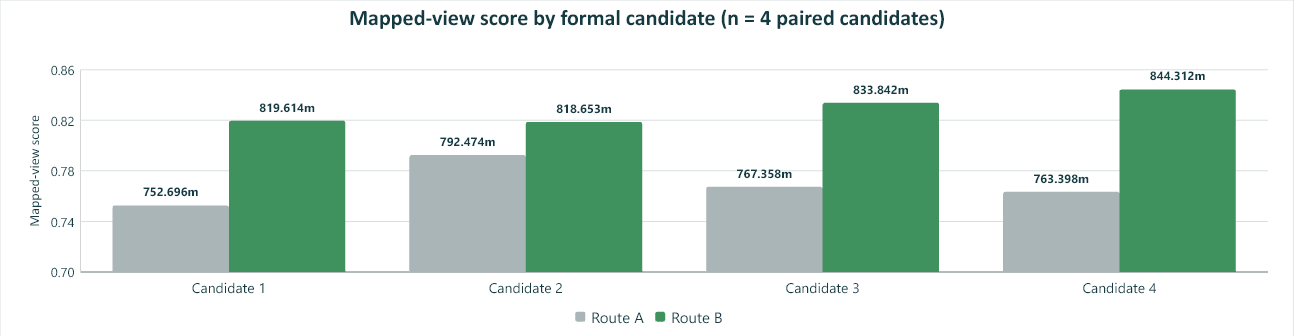 Mapped-view score by formal candidate (n = 4 paired candidates)
Mapped-view score
0.86
0.82
0.78
0.74
0.70
752.696m
819.614m
792.474m
818.653m
767.358m
833.842m
763.398m
844.312m
Candidate 1
Candidate 2
Candidate 3
Candidate 4
Route A
Route B